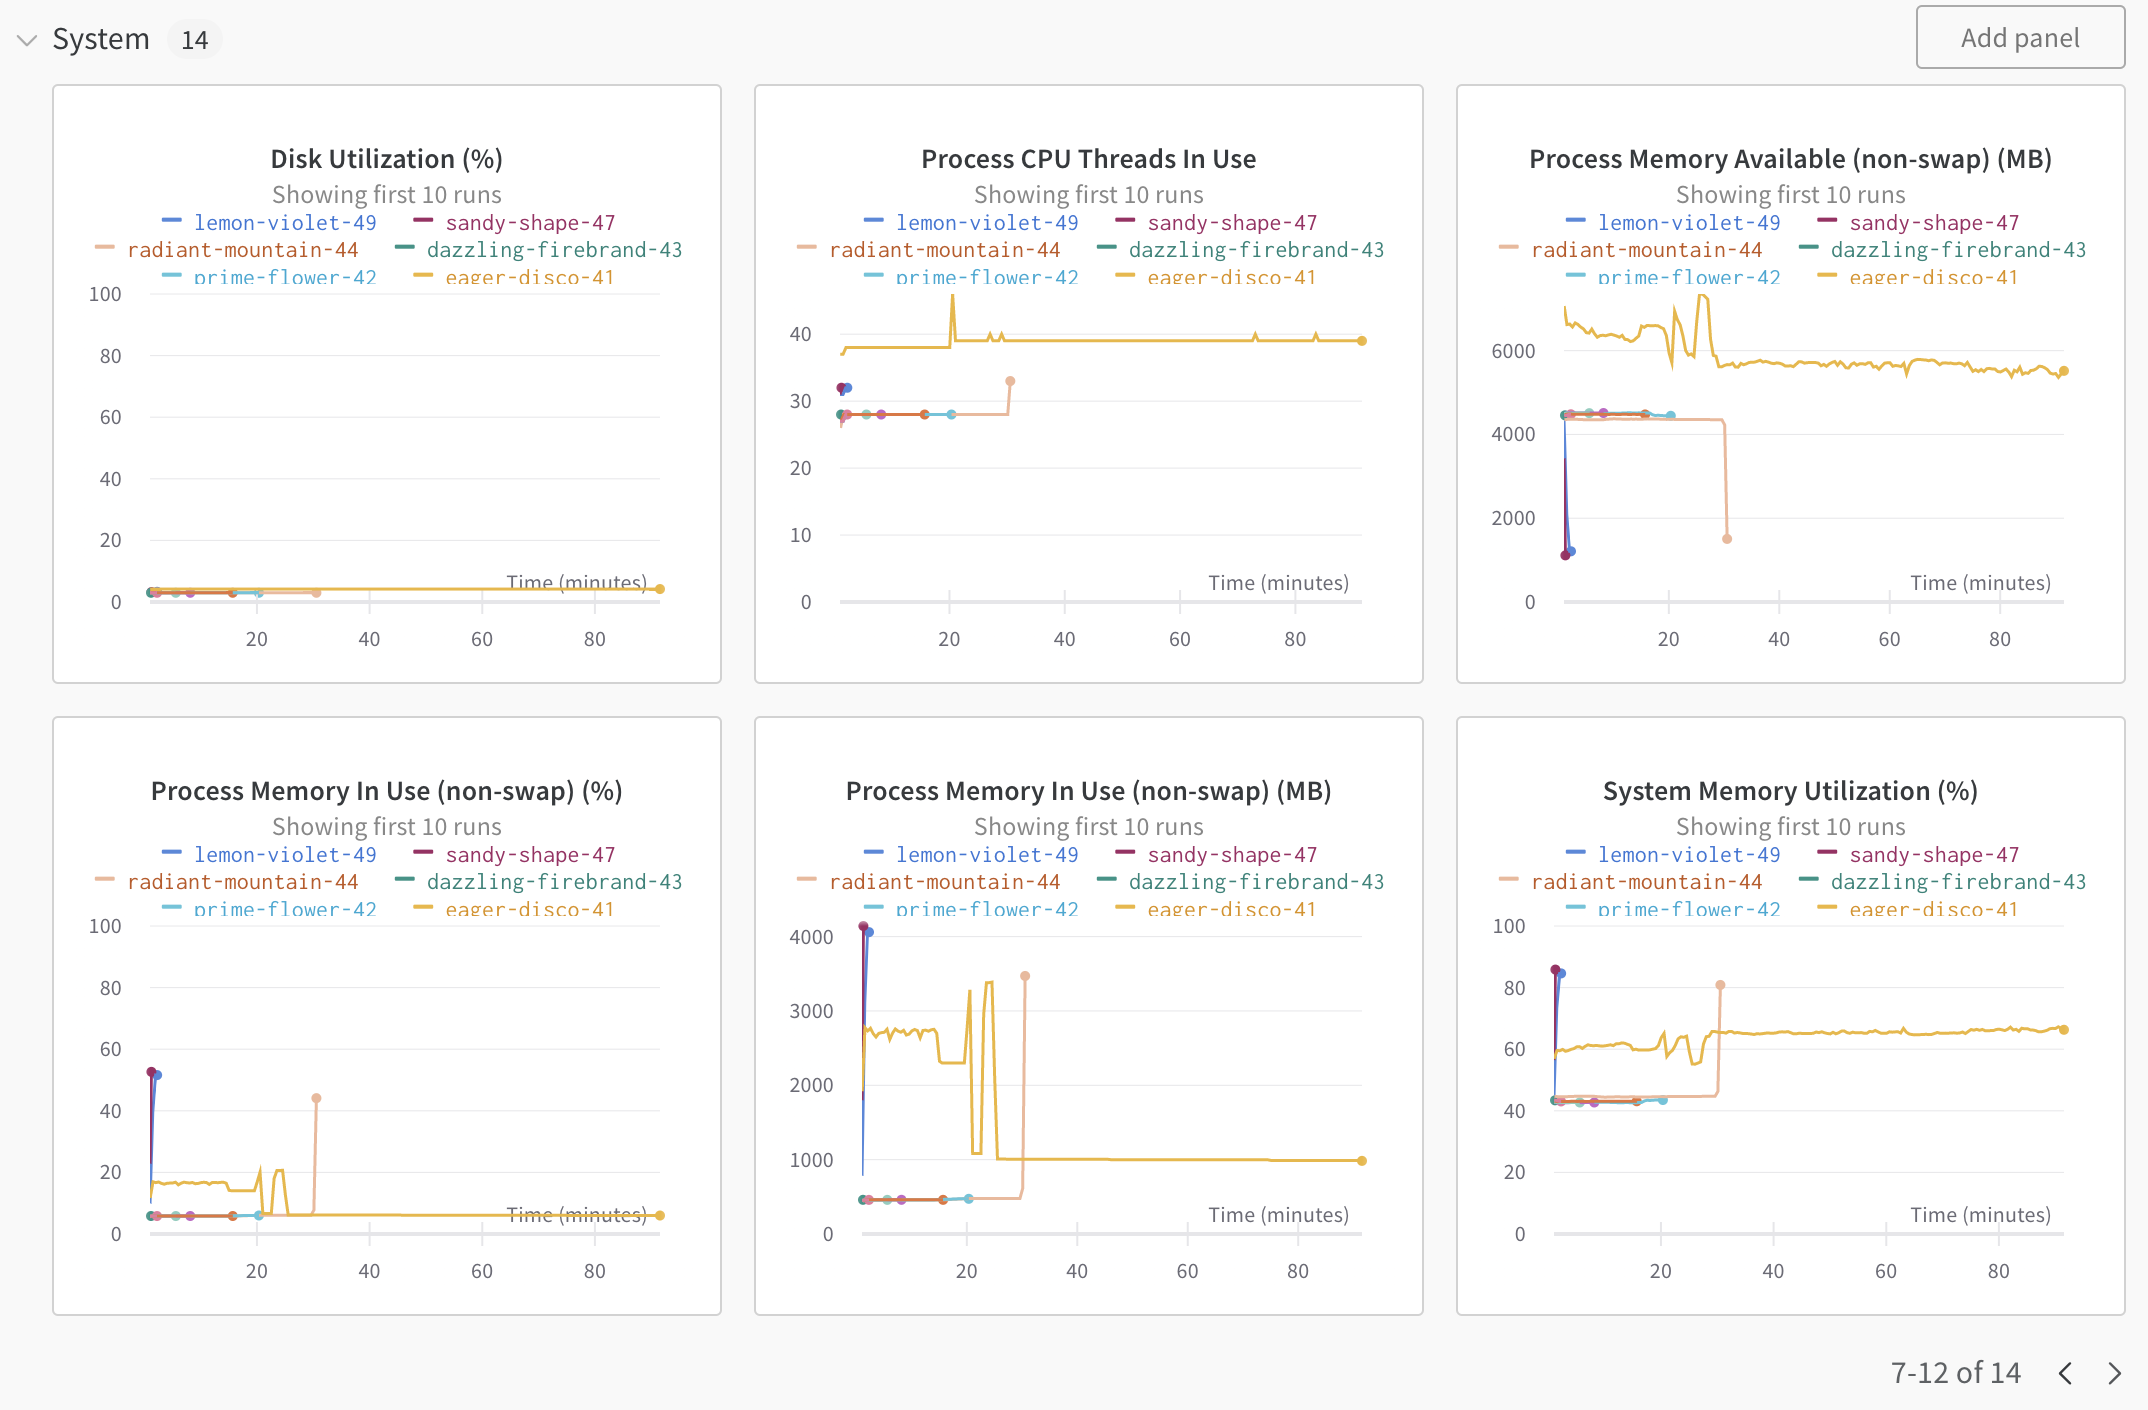 System 14
Add panel
Disk Utilization (%)
Showing first 10 runs
lemon-violet-49 sandy-shape-47
radiant-mountain-44 dazzling-firebrand-43
prime-flower-42 eager-disco-41
100
80
60
40
20
0
Time (minutes)
20 40 60 80
Process CPU Threads In Use
Showing first 10 runs
lemon-violet-49 sandy-shape-47
radiant-mountain-44 dazzling-firebrand-43
prime-flower-42 eager-disco-41
40
30
20
10
0
Time (minutes)
20 40 60 80
Process Memory Available (non-swap) (MB)
Showing first 10 runs
lemon-violet-49 sandy-shape-47
radiant-mountain-44 dazzling-firebrand-43
prime-flower-42 eager-disco-41
6000
4000
2000
0
Time (minutes)
20 40 60 80
Process Memory In Use (non-swap) (%)
Showing first 10 runs
lemon-violet-49 sandy-shape-47
radiant-mountain-44 dazzling-firebrand-43
prime-flower-42 eager-disco-41
100
80
60
40
20
0
Time (minutes)
20 40 60 80
Process Memory In Use (non-swap) (MB)
Showing first 10 runs
lemon-violet-49 sandy-shape-47
radiant-mountain-44 dazzling-firebrand-43
prime-flower-42 eager-disco-41
4000
3000
2000
1000
0
Time (minutes)
20 40 60 80
System Memory Utilization (%)
Showing first 10 runs
lemon-violet-49 sandy-shape-47
radiant-mountain-44 dazzling-firebrand-43
prime-flower-42 eager-disco-41
100
80
60
40
20
0
Time (minutes)
20 40 60 80
7-12 of 14